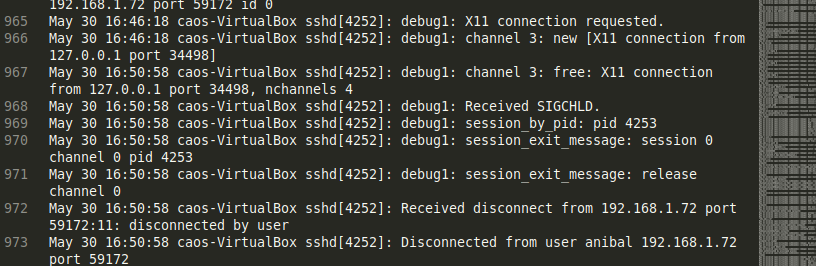 192.168.1.72 port 59172 id 0
965 May 30 16:46:18 caos-VirtualBox sshd[4252]: debug1: X11 connection requested.
966 May 30 16:46:18 caos-VirtualBox sshd[4252]: debug1: channel 3: new [X11 connection from
127.0.0.1 port 34498]
967 May 30 16:50:58 caos-VirtualBox sshd[4252]: debug1: channel 3: free: X11 connection
from 127.0.0.1 port 34498, nchannels 4
968 May 30 16:50:58 caos-VirtualBox sshd[4252]: debug1: Received SIGCHLD.
969 May 30 16:50:58 caos-VirtualBox sshd[4252]: debug1: session_by_pid: pid 4253
970 May 30 16:50:58 caos-VirtualBox sshd[4252]: debug1: session_exit_message: session 0
channel 0 pid 4253
971 May 30 16:50:58 caos-VirtualBox sshd[4252]: debug1: session_exit_message: release
channel 0
972 May 30 16:50:58 caos-VirtualBox sshd[4252]: Received disconnect from 192.168.1.72 port
59172:11: disconnected by user
973 May 30 16:50:58 caos-VirtualBox sshd[4252]: Disconnected from user anibal 192.168.1.72
port 59172